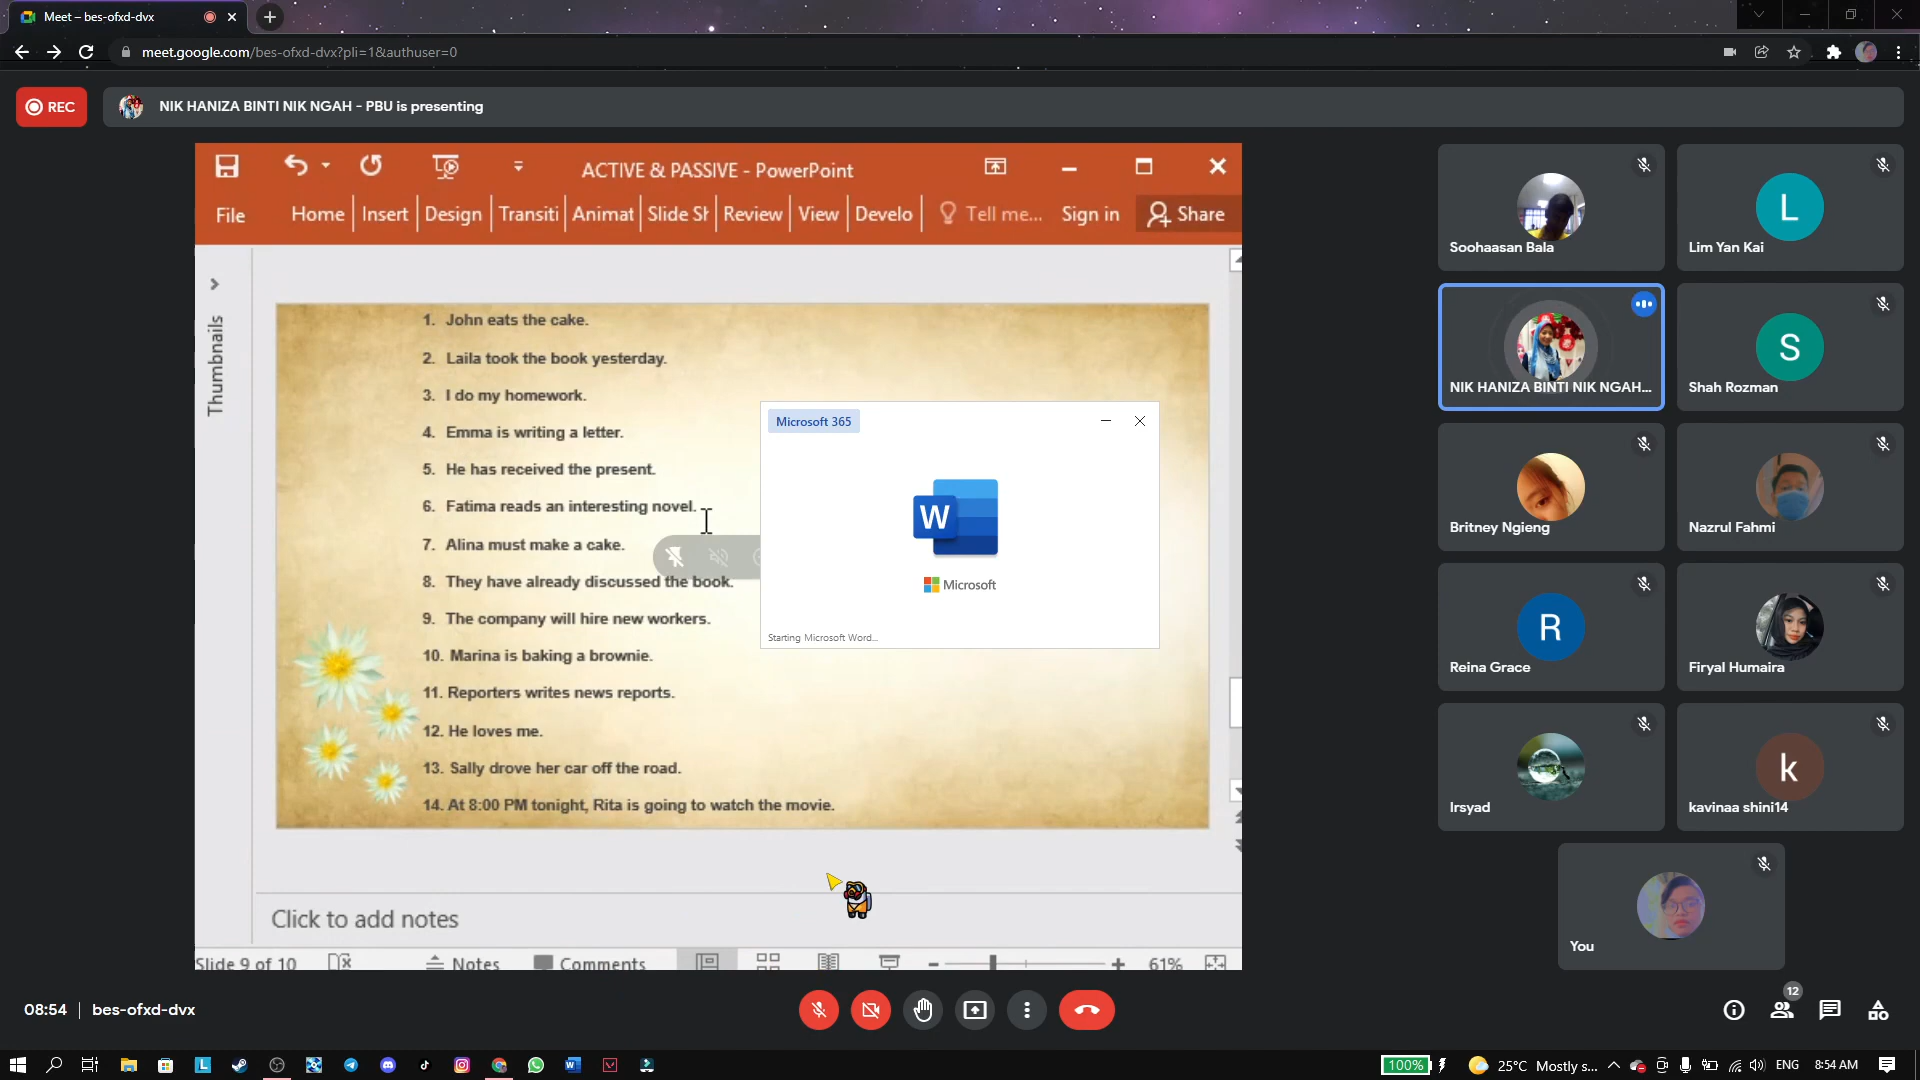 Meet – bes-ofxd-dvx
meet.google.com/bes-ofxd-dvx?pli=1&authuser=0
REC
NIK HANIZA BINTI NIK NGAH - PBU is presenting
ACTIVE & PASSIVE - PowerPoint
File Home Insert Design Transiti Animat Slide Sh Review View Develo Tell me... Sign in Share
Thumbnails
1. John eats the cake.
2. Laila took the book yesterday.
3. I do my homework.
4. Emma is writing a letter.
5. He has received the present.
6. Fatima reads an interesting novel.
7. Alina must make a cake.
8. They have already discussed the book.
9. The company will hire new workers.
10. Marina is baking a brownie.
11. Reporters writes news reports.
12. He loves me.
13. Sally drove her car off the road.
14. At 8:00 PM tonight, Rita is going to watch the movie.
Microsoft 365
W
Microsoft
Starting Microsoft Word...
Click to add notes
Slide 9 of 10 Notes Comments 61%
Soohaasan Bala
L
Lim Yan Kai
NIK HANIZA BINTI NIK NGAH...
S
Shah Rozman
Britney Ngieng
Nazrul Fahmi
R
Reina Grace
Firyal Humaira
Irsyad
k
kavinaa shini14
You
08:54 bes-ofxd-dvx
12
100% 25°C Mostly s... ENG 8:54 AM